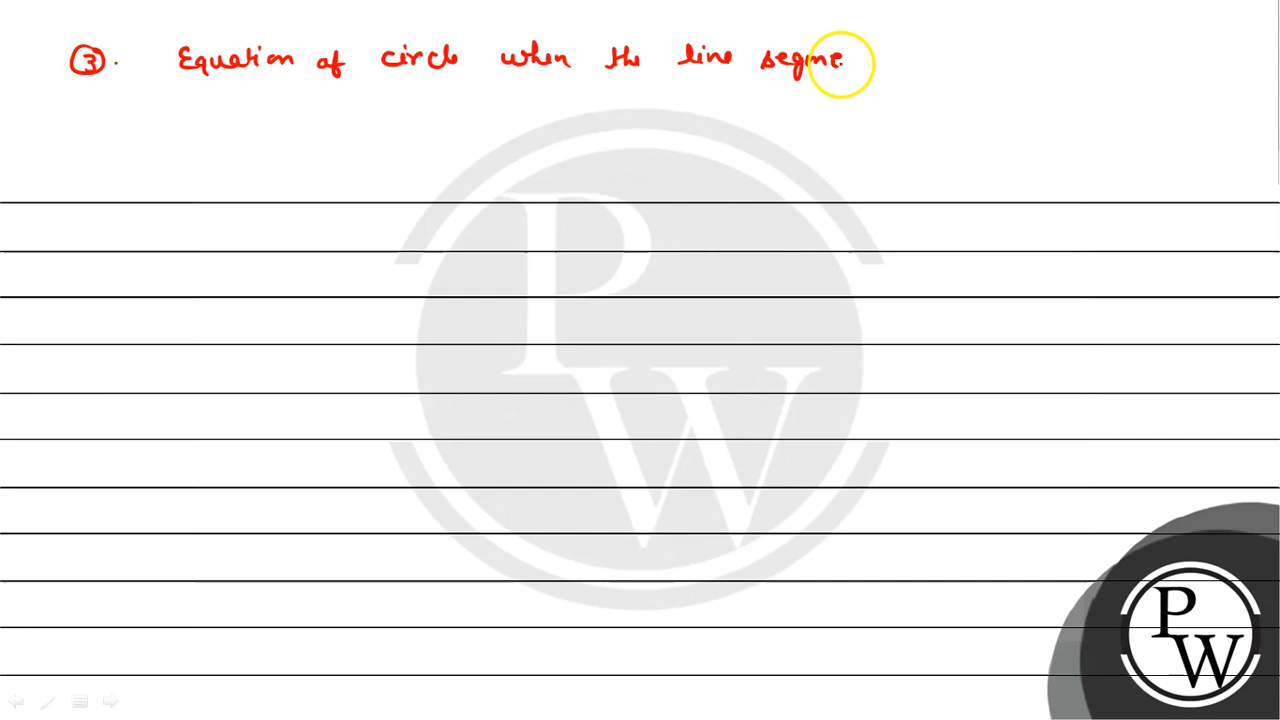 ③. Equation of circle when the line segme
P
W
P
W